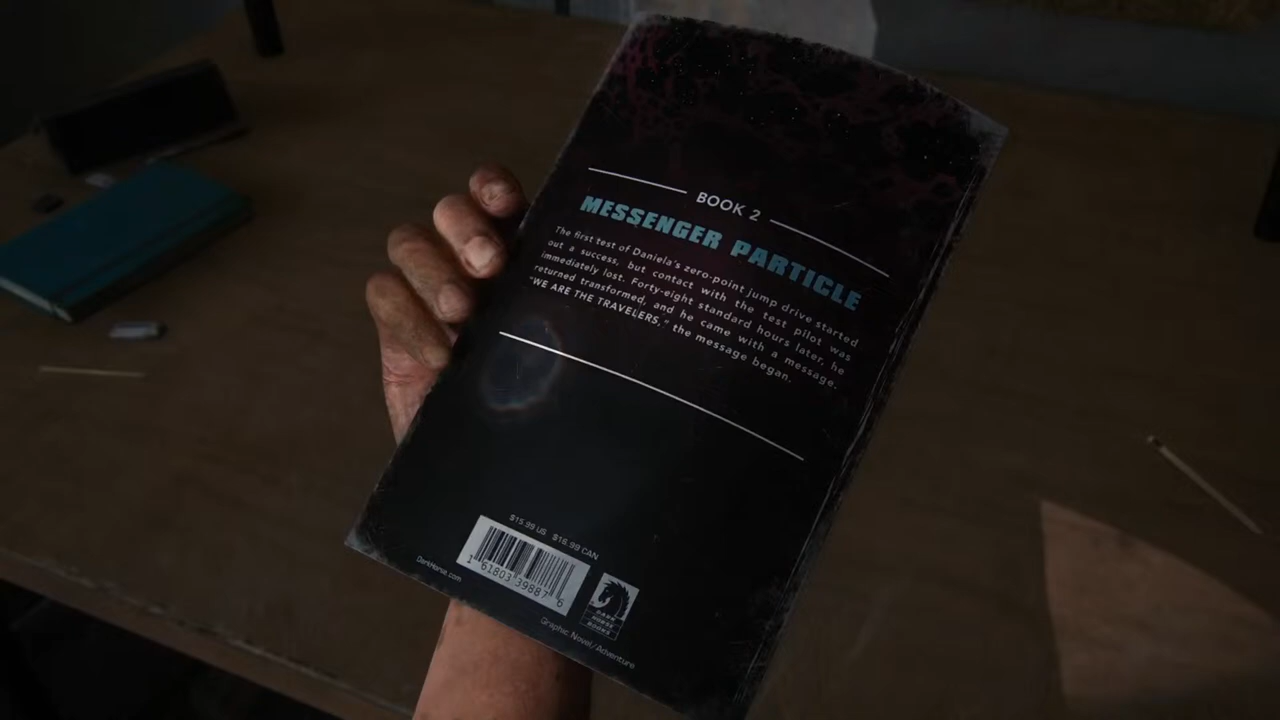 BOOK 2
MESSENGER PARTICLE
The first test of Daniela's zero-point jump drive started
out a success, but contact with the test pilot was
immediately lost. Forty-eight standard hours later, he
returned transformed, and he came with a message.
"WE ARE THE TRAVELERS," the message began.
$15.99 US $16.99 CAN
1 61803 39887 6
DarkHorse.com
DARK
HORSE
BOOKS
Graphic Novel/Adventure